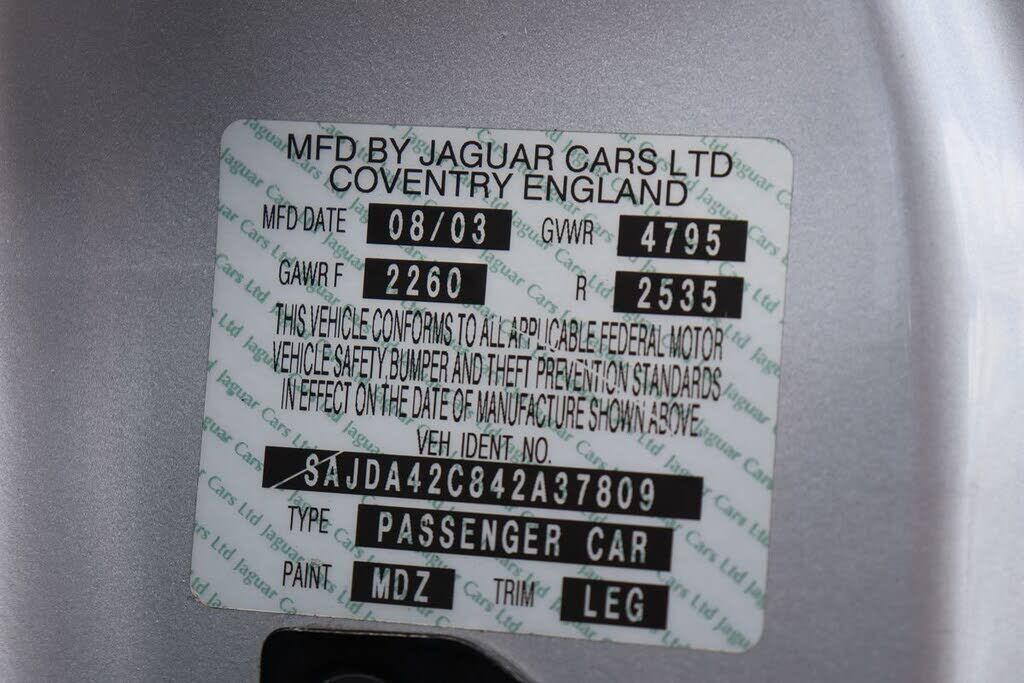 MFD BY JAGUAR CARS LTD
COVENTRY ENGLAND
MFD DATE 08/03 GVWR 4795
GAWR F 2260 R 2535
THIS VEHICLE CONFORMS TO ALL APPLICABLE FEDERAL MOTOR
VEHICLE SAFETY.BUMPER AND THEFT PREVENTION STANDARDS
IN EFFECT ON THE DATE OF MANUFACTURE SHOWN ABOVE.
VEH IDENT NO.
SAJDA42C842A37809
TYPE PASSENGER CAR
PAINT MDZ TRIM LEG